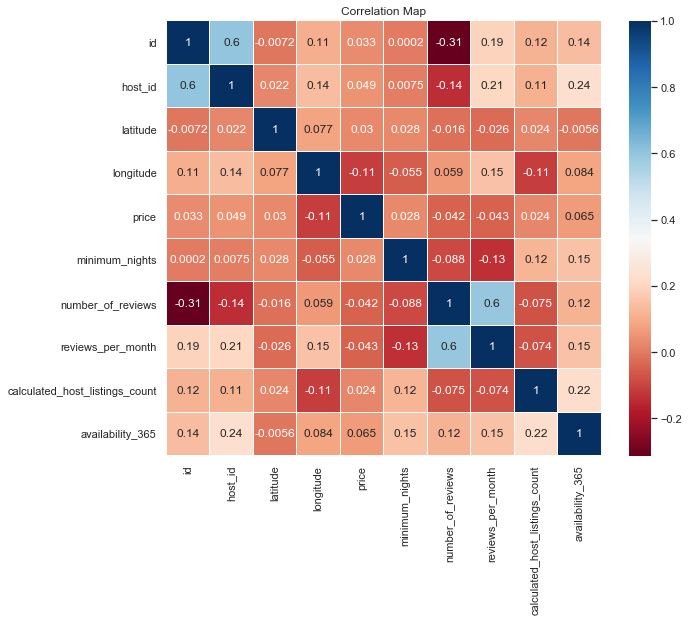 Correlation Map
id 1 0.6 -0.0072 0.11 0.033 0.0002 -0.31 0.19 0.12 0.14
host_id 0.6 1 0.022 0.14 0.049 0.0075 -0.14 0.21 0.11 0.24
latitude -0.0072 0.022 1 0.077 0.03 0.028 -0.016 -0.026 0.024 -0.0056
longitude 0.11 0.14 0.077 1 -0.11 -0.055 0.059 0.15 -0.11 0.084
price 0.033 0.049 0.03 -0.11 1 0.028 -0.042 -0.043 0.024 0.065
minimum_nights 0.0002 0.0075 0.028 -0.055 0.028 1 -0.088 -0.13 0.12 0.15
number_of_reviews -0.31 -0.14 -0.016 0.059 -0.042 -0.088 1 0.6 -0.075 0.12
reviews_per_month 0.19 0.21 -0.026 0.15 -0.043 -0.13 0.6 1 -0.074 0.15
calculated_host_listings_count 0.12 0.11 0.024 -0.11 0.024 0.12 -0.075 -0.074 1 0.22
availability_365 0.14 0.24 -0.0056 0.084 0.065 0.15 0.12 0.15 0.22 1
id
host_id
latitude
longitude
price
minimum_nights
number_of_reviews
reviews_per_month
calculated_host_listings_count
availability_365
1.0
0.8
0.6
0.4
0.2
0.0
-0.2